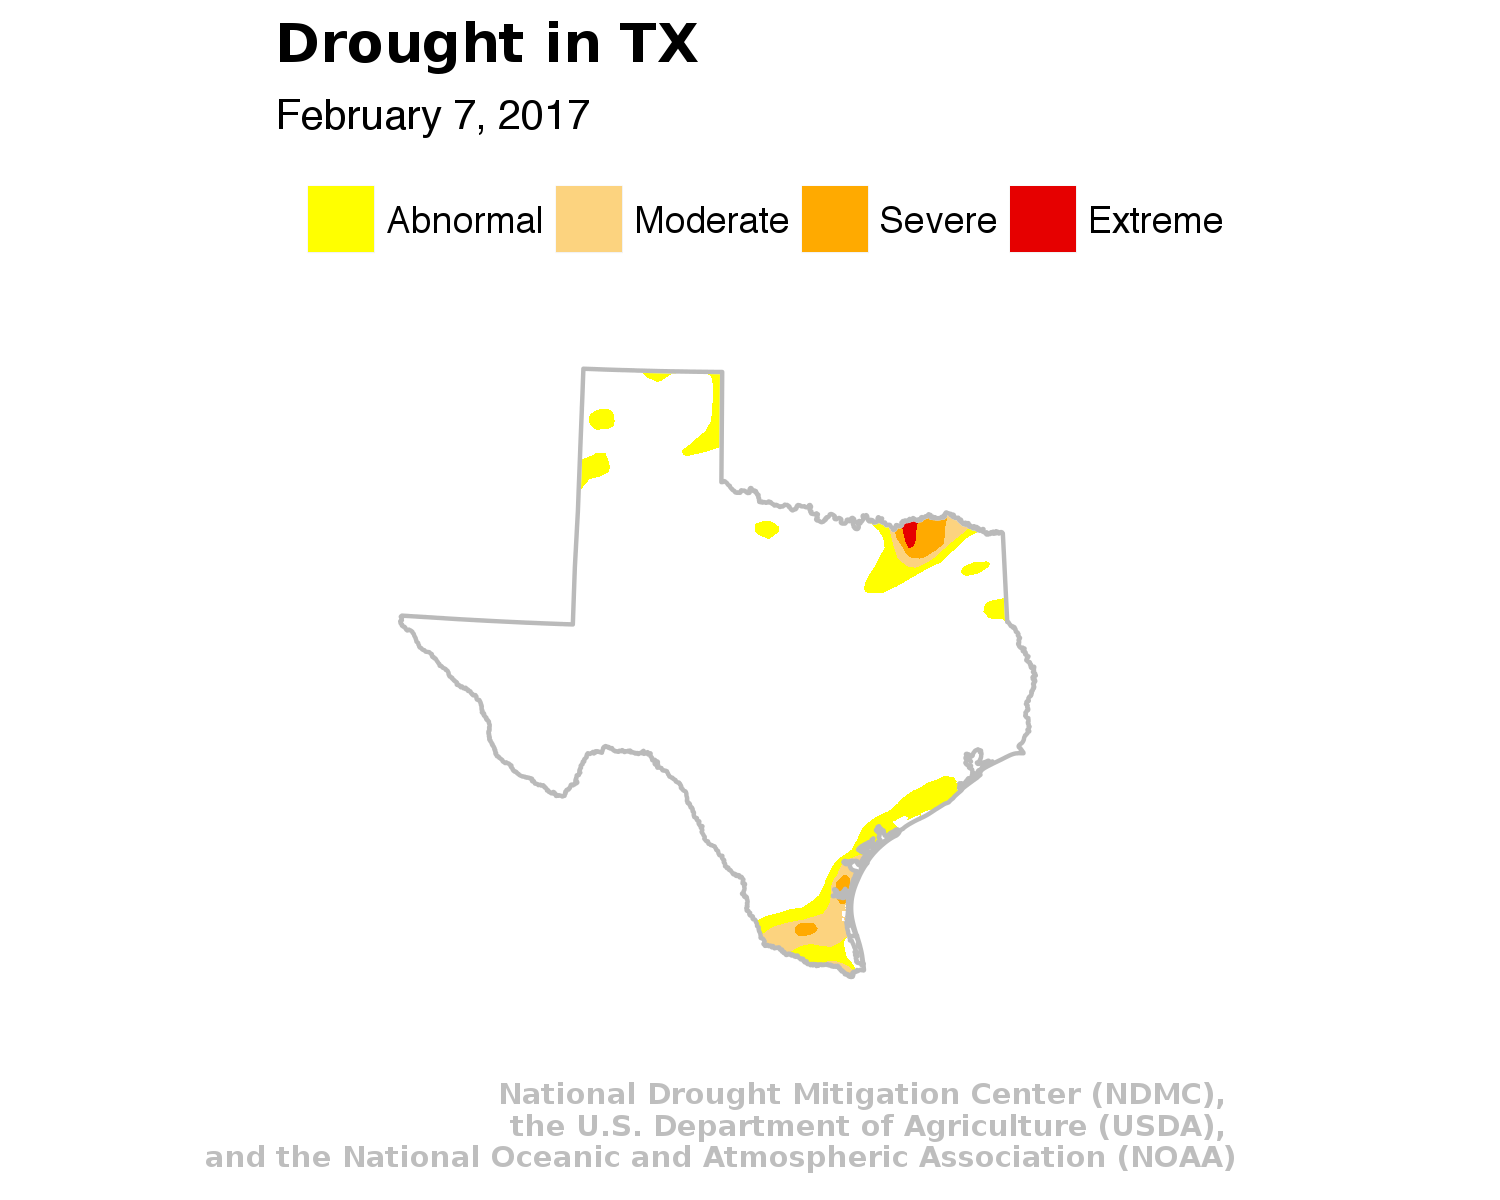 Drought in TX
February 7, 2017
Abnormal Moderate Severe Extreme
National Drought Mitigation Center (NDMC),
the U.S. Department of Agriculture (USDA),
and the National Oceanic and Atmospheric Association (NOAA)